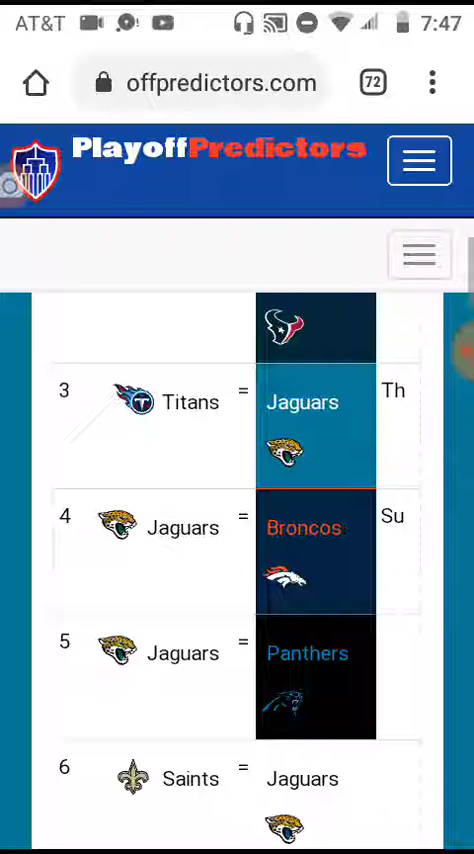 AT&T 7:47
offpredictors.com 72
PlayoffPredictors
3 Titans = Jaguars Th
4 Jaguars = Broncos Su
5 Jaguars = Panthers
6 Saints = Jaguars